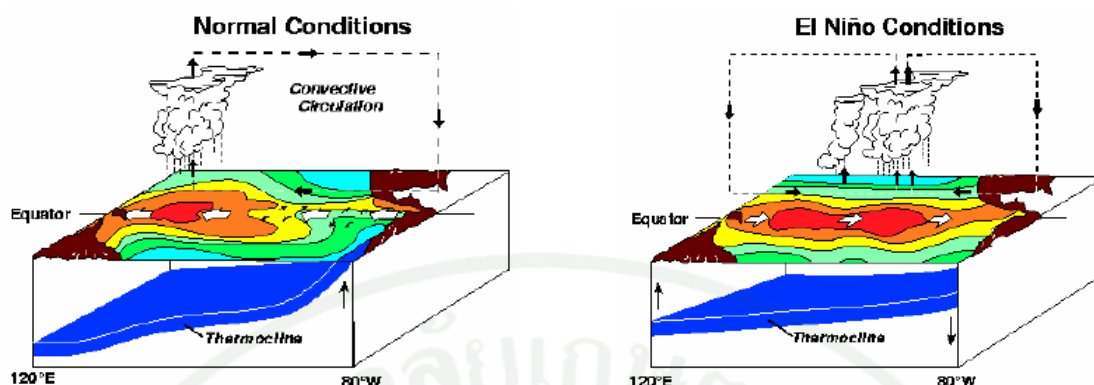 Normal Conditions
Convective
Circulation
Equator
Thermocline
120°E
80°W
El Niño Conditions
Equator
Thermocline
120°E
80°W